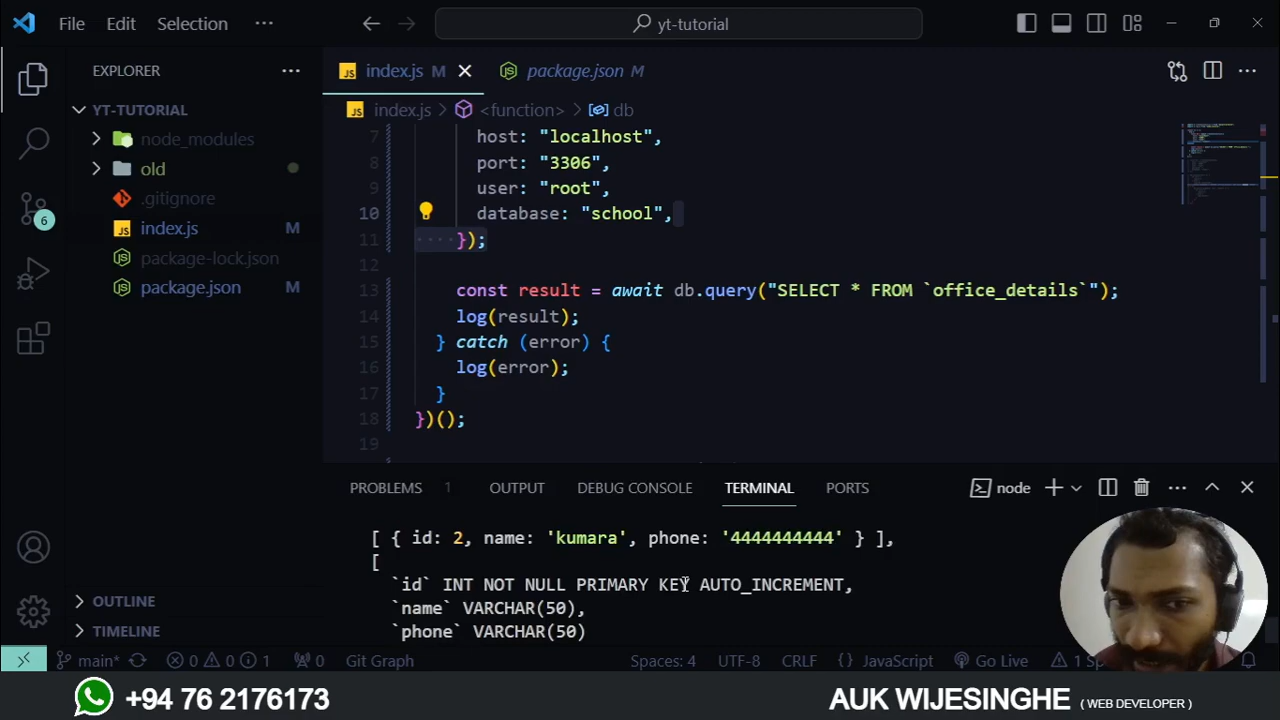 File Edit Selection ··· yt-tutorial
EXPLORER ···
index.js M
package.json M
YT-TUTORIAL
node_modules
old
.gitignore
index.js M
package-lock.json
package.json M
6
OUTLINE
TIMELINE
index.js > <function> > db
7 host: "localhost",
8 port: "3306",
9 user: "root",
10 database: "school",
11 ···· });
12
13 const result = await db.query("SELECT * FROM `office_details`");
14 log(result);
15 } catch (error) {
16 log(error);
17 }
18 })();
19
PROBLEMS 1 OUTPUT DEBUG CONSOLE TERMINAL PORTS node
[ { id: 2, name: 'kumara', phone: '4444444444' } ],
[
`id` INT NOT NULL PRIMARY KEY AUTO_INCREMENT,
`name` VARCHAR(50),
`phone` VARCHAR(50)
main* 0 0 1 0 Git Graph Spaces: 4 UTF-8 CRLF {} JavaScript Go Live 1
+94 76 2176173
AUK WIJESINGHE ( WEB DEVELOPER )